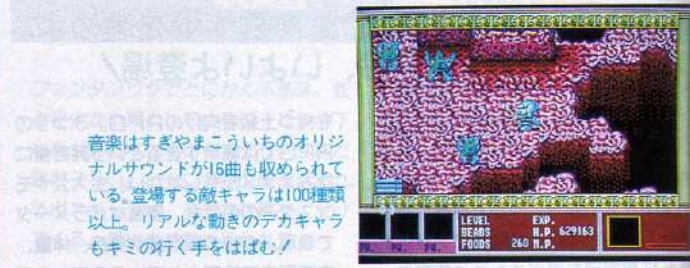 音楽はすぎやまこういちのオリジ
ナルサウンドが16曲も収められて
いる。登場する敵キャラは100種類
以上。リアルな動きのデカキャラ
もキミの行く手をはばむ!
LEVEL EXP.
BEADS H.P. 629163
FOODS 260 M.P.
PW. PW. PW.